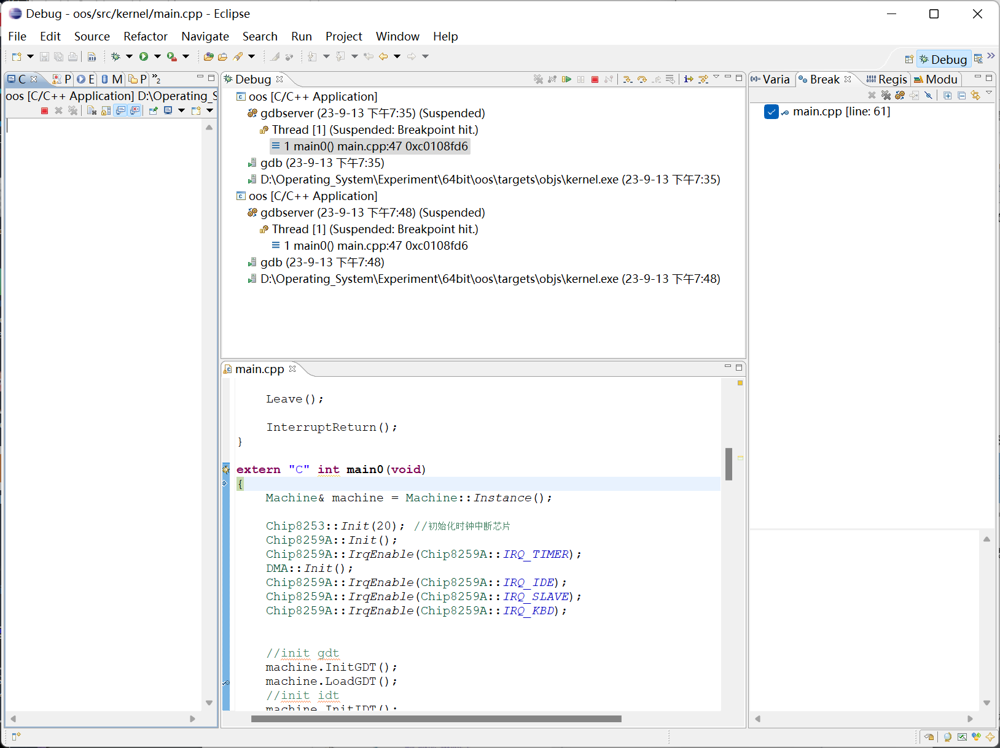 Debug - oos/src/kernel/main.cpp - Eclipse
File Edit Source Refactor Navigate Search Run Project Window Help
Debug
C P E M P »2
oos [C/C++ Application] D:\Operating_S
Debug
oos [C/C++ Application]
gdbserver (23-9-13 下午7:35) (Suspended)
Thread [1] (Suspended: Breakpoint hit.)
1 main0() main.cpp:47 0xc0108fd6
gdb (23-9-13 下午7:35)
D:\Operating_System\Experiment\64bit\oos\targets\objs\kernel.exe (23-9-13 下午7:35)
oos [C/C++ Application]
gdbserver (23-9-13 下午7:48) (Suspended)
Thread [1] (Suspended: Breakpoint hit.)
1 main0() main.cpp:47 0xc0108fd6
gdb (23-9-13 下午7:48)
D:\Operating_System\Experiment\64bit\oos\targets\objs\kernel.exe (23-9-13 下午7:48)
Varia Break Regis Modu
main.cpp [line: 61]
main.cpp
Leave();
InterruptReturn();
}
extern "C" int main0(void)
{
Machine& machine = Machine::Instance();
Chip8253::Init(20); //初始化时钟中断芯片
Chip8259A::Init();
Chip8259A::IrqEnable(Chip8259A::IRQ_TIMER);
DMA::Init();
Chip8259A::IrqEnable(Chip8259A::IRQ_IDE);
Chip8259A::IrqEnable(Chip8259A::IRQ_SLAVE);
Chip8259A::IrqEnable(Chip8259A::IRQ_KBD);
//init gdt
machine.InitGDT();
machine.LoadGDT();
//init idt
machine.InitIDT();